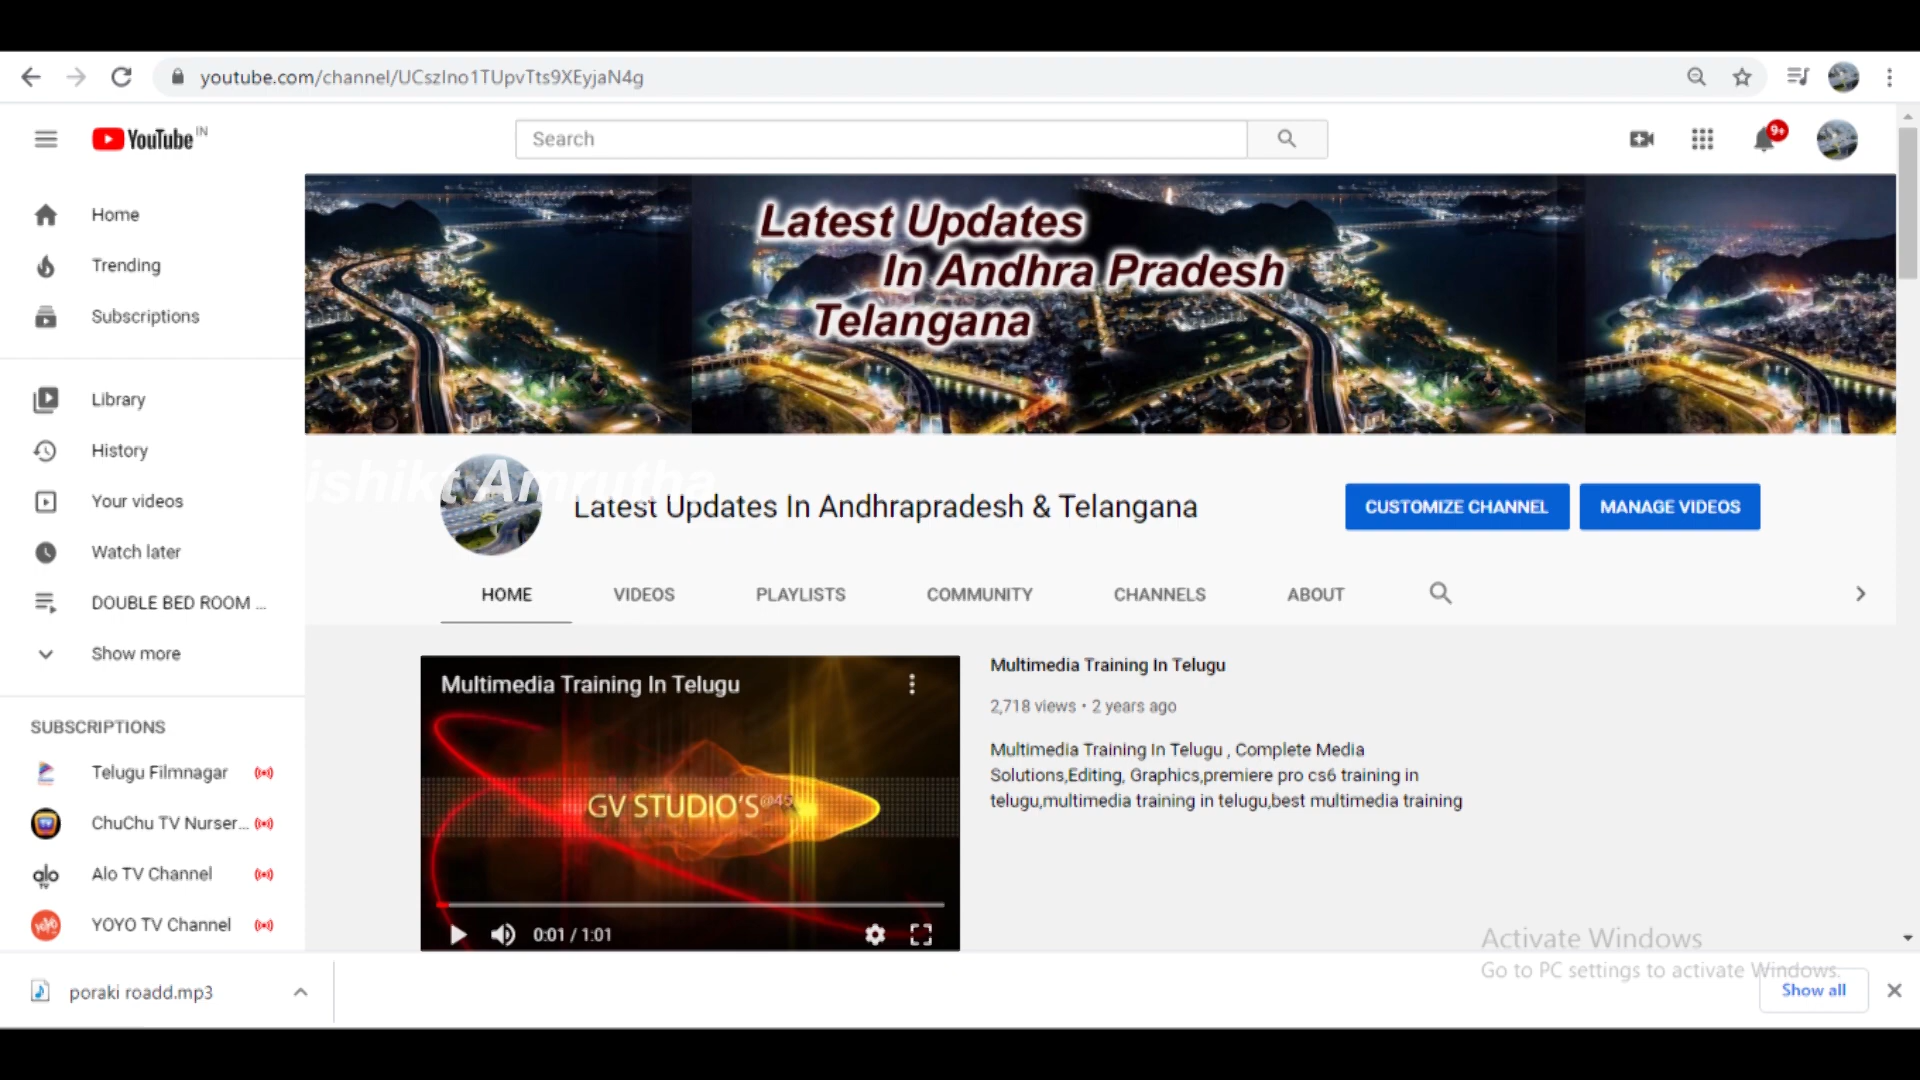 youtube.com/channel/UCszIno1TUpvTts9XEyjaN4g
YouTube IN
Search
9+
Home
Trending
Subscriptions
Library
History
Your videos
Watch later
DOUBLE BED ROOM ...
Show more
SUBSCRIPTIONS
Telugu Filmnagar
ChuChu TV Nurser...
Alo TV Channel
YOYO TV Channel
Latest Updates
In Andhra Pradesh
Telangana
Amrutha
Latest Updates In Andhrapradesh & Telangana
CUSTOMIZE CHANNEL
MANAGE VIDEOS
HOME
VIDEOS
PLAYLISTS
COMMUNITY
CHANNELS
ABOUT
Multimedia Training In Telugu
GV STUDIO'S@45
0:01 / 1:01
Multimedia Training In Telugu
2,718 views • 2 years ago
Multimedia Training In Telugu , Complete Media
Solutions,Editing, Graphics,premiere pro cs6 training in
telugu,multimedia training in telugu,best multimedia training
Activate Windows
Go to PC settings to activate Windows.
poraki roadd.mp3
Show all